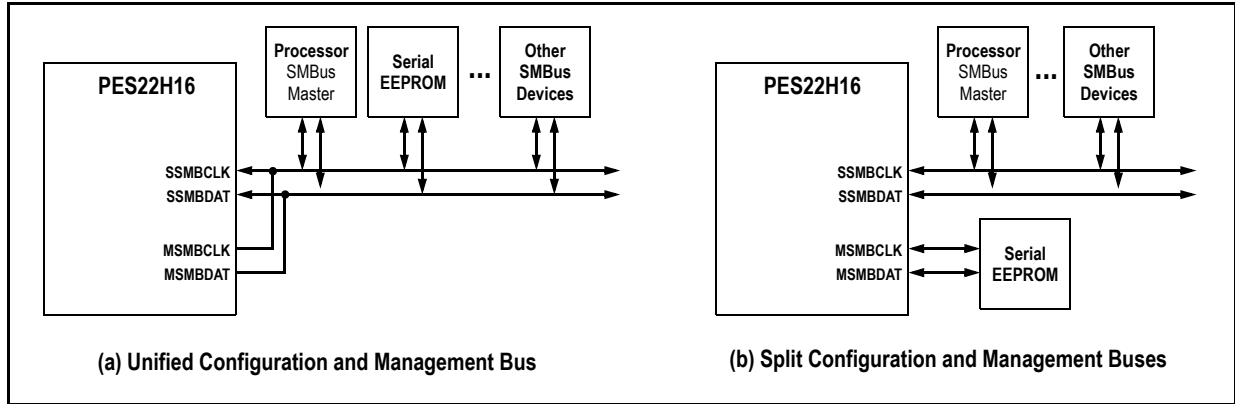 PES22H16
Processor
SMBus
Master
Serial
EEPROM
...
Other
SMBus
Devices
SSMBCLK
SSMBDAT
MSMBCLK
MSMBDAT
(a) Unified Configuration and Management Bus
PES22H16
Processor
SMBus
Master
...
Other
SMBus
Devices
SSMBCLK
SSMBDAT
MSMBCLK
MSMBDAT
Serial
EEPROM
(b) Split Configuration and Management Buses